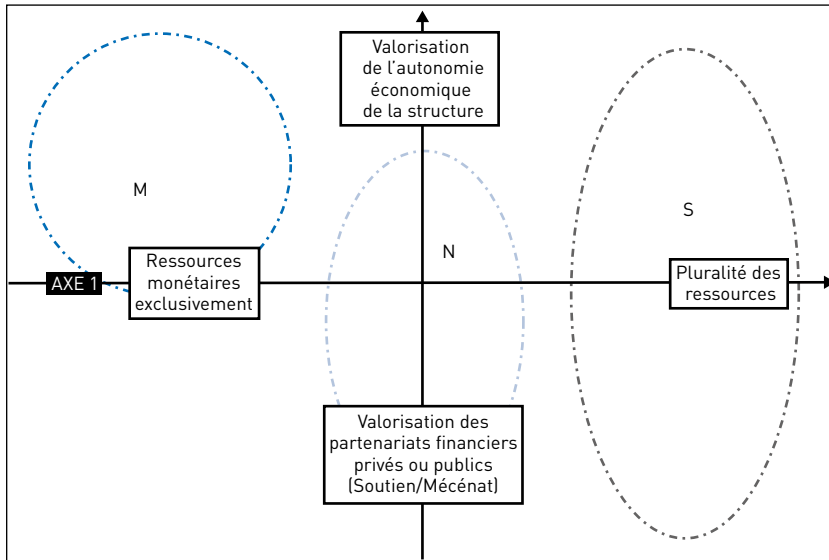 Valorisation
de l'autonomie
économique
de la structure
M
S
N
AXE 1
Ressources
monétaires
exclusivement
Pluralité des
ressources
Valorisation des
partenariats financiers
privés ou publics
(Soutien/Mécénat)